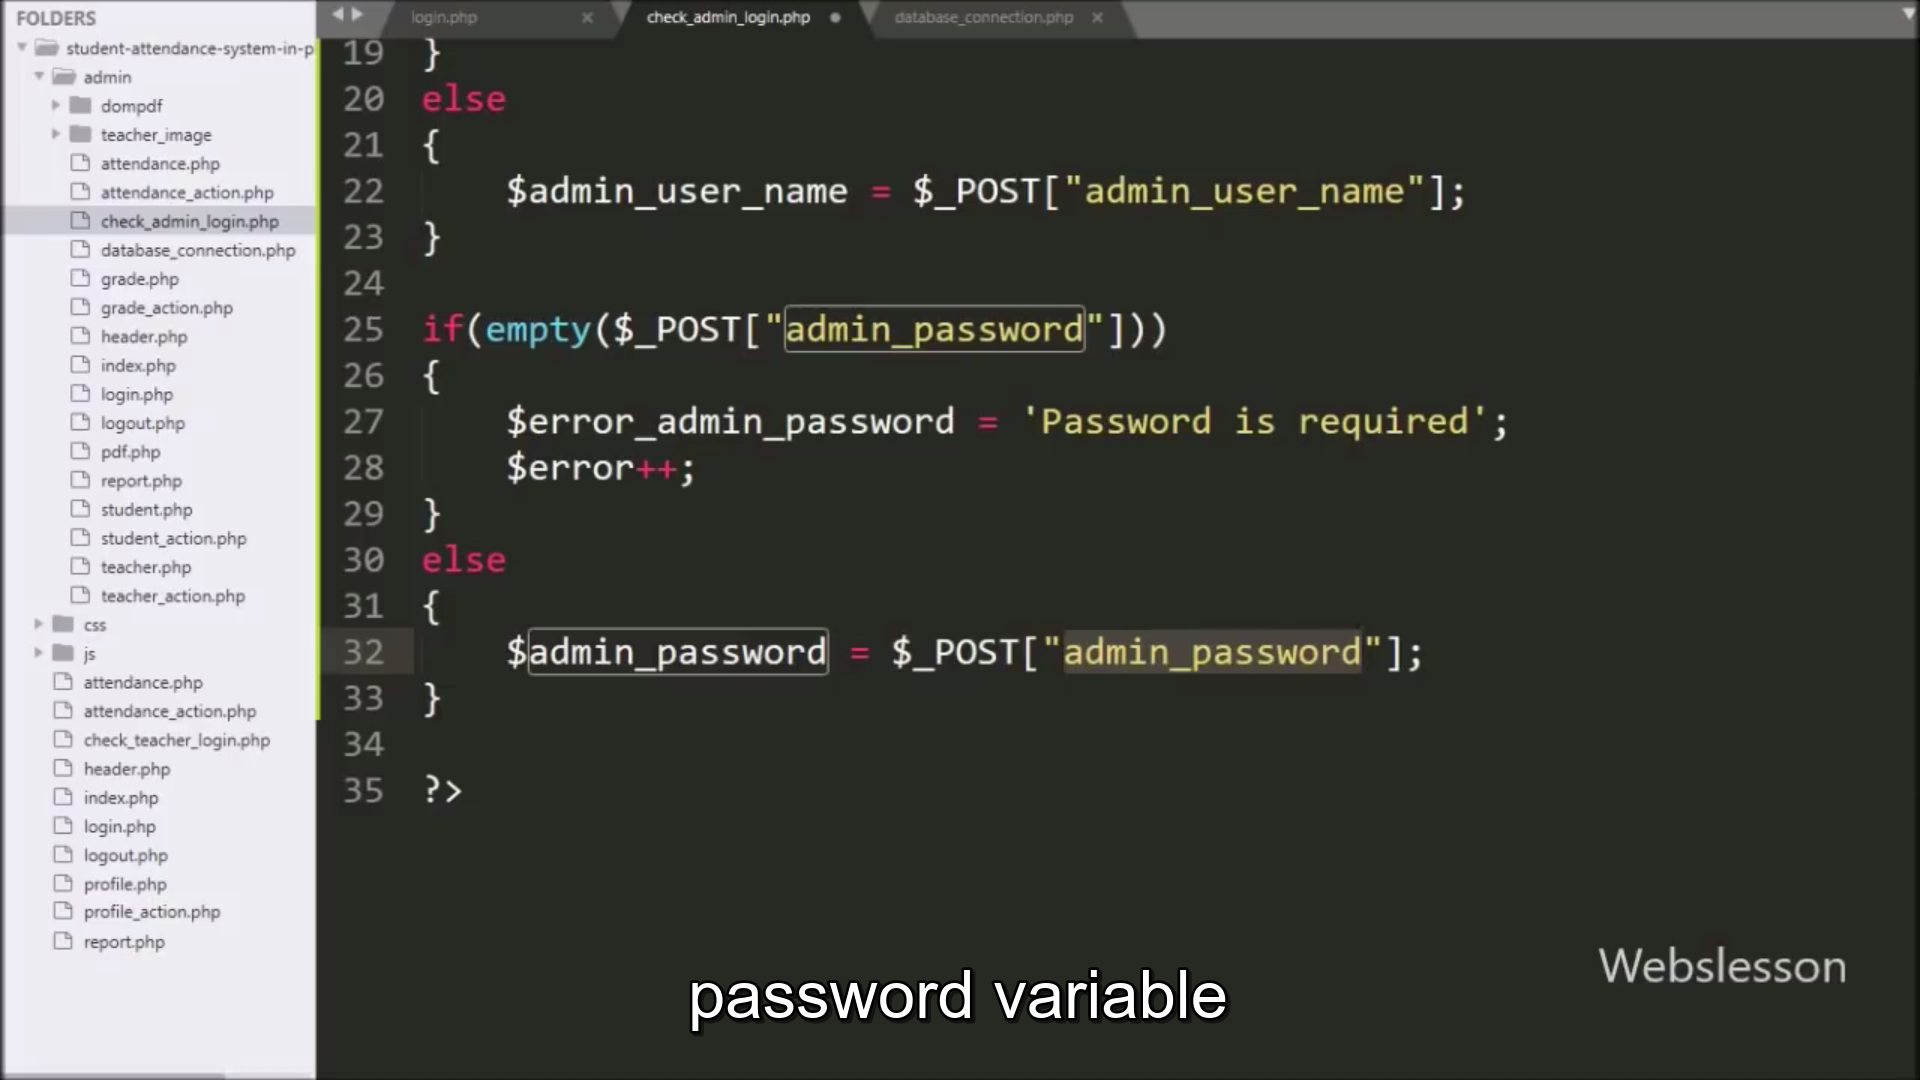 FOLDERS
student-attendance-system-in-p
admin
dompdf
teacher_image
attendance.php
attendance_action.php
check_admin_login.php
database_connection.php
grade.php
grade_action.php
header.php
index.php
login.php
logout.php
pdf.php
report.php
student.php
student_action.php
teacher.php
teacher_action.php
css
js
attendance.php
attendance_action.php
check_teacher_login.php
header.php
index.php
login.php
logout.php
profile.php
profile_action.php
report.php
login.php
check_admin_login.php
database_connection.php
19 }
20 else
21 {
22 $admin_user_name = $_POST["admin_user_name"];
23 }
24
25 if(empty($_POST["admin_password"]))
26 {
27 $error_admin_password = 'Password is required';
28 $error++;
29 }
30 else
31 {
32 $admin_password = $_POST["admin_password"];
33 }
34
35 ?>
Webslesson
password variable